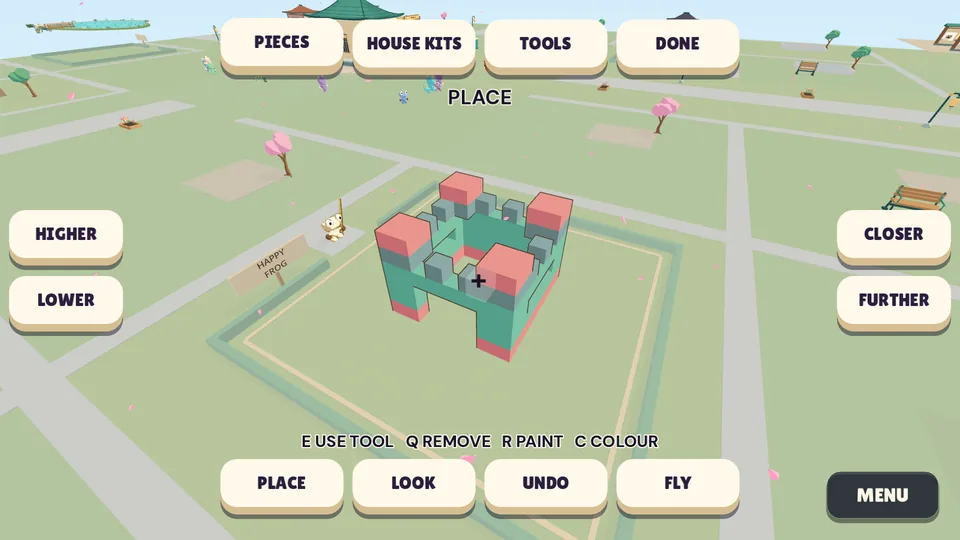 PIECES
HOUSE KITS
TOOLS
DONE
PLACE
HIGHER
CLOSER
HAPPY
FROG
LOWER
FURTHER
E USE TOOL Q REMOVE R PAINT C COLOUR
PLACE
LOOK
UNDO
FLY
MENU